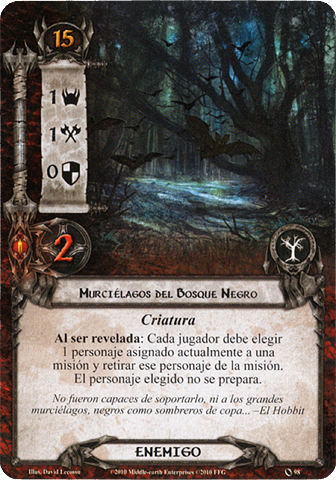 15
1
1
0
2
Murciélagos del Bosque Negro
Criatura
Al ser revelada: Cada jugador debe elegir
1 personaje asignado actualmente a una
misión y retirar ese personaje de la misión.
El personaje elegido no se prepara.
No fueron capaces de soportarlo, ni a los grandes
murciélagos, negros como sombreros de copa... –El Hobbit
ENEMIGO
Illus. David Lecossu ©2010 Middle-earth Enterprises ©2010 FFG 98